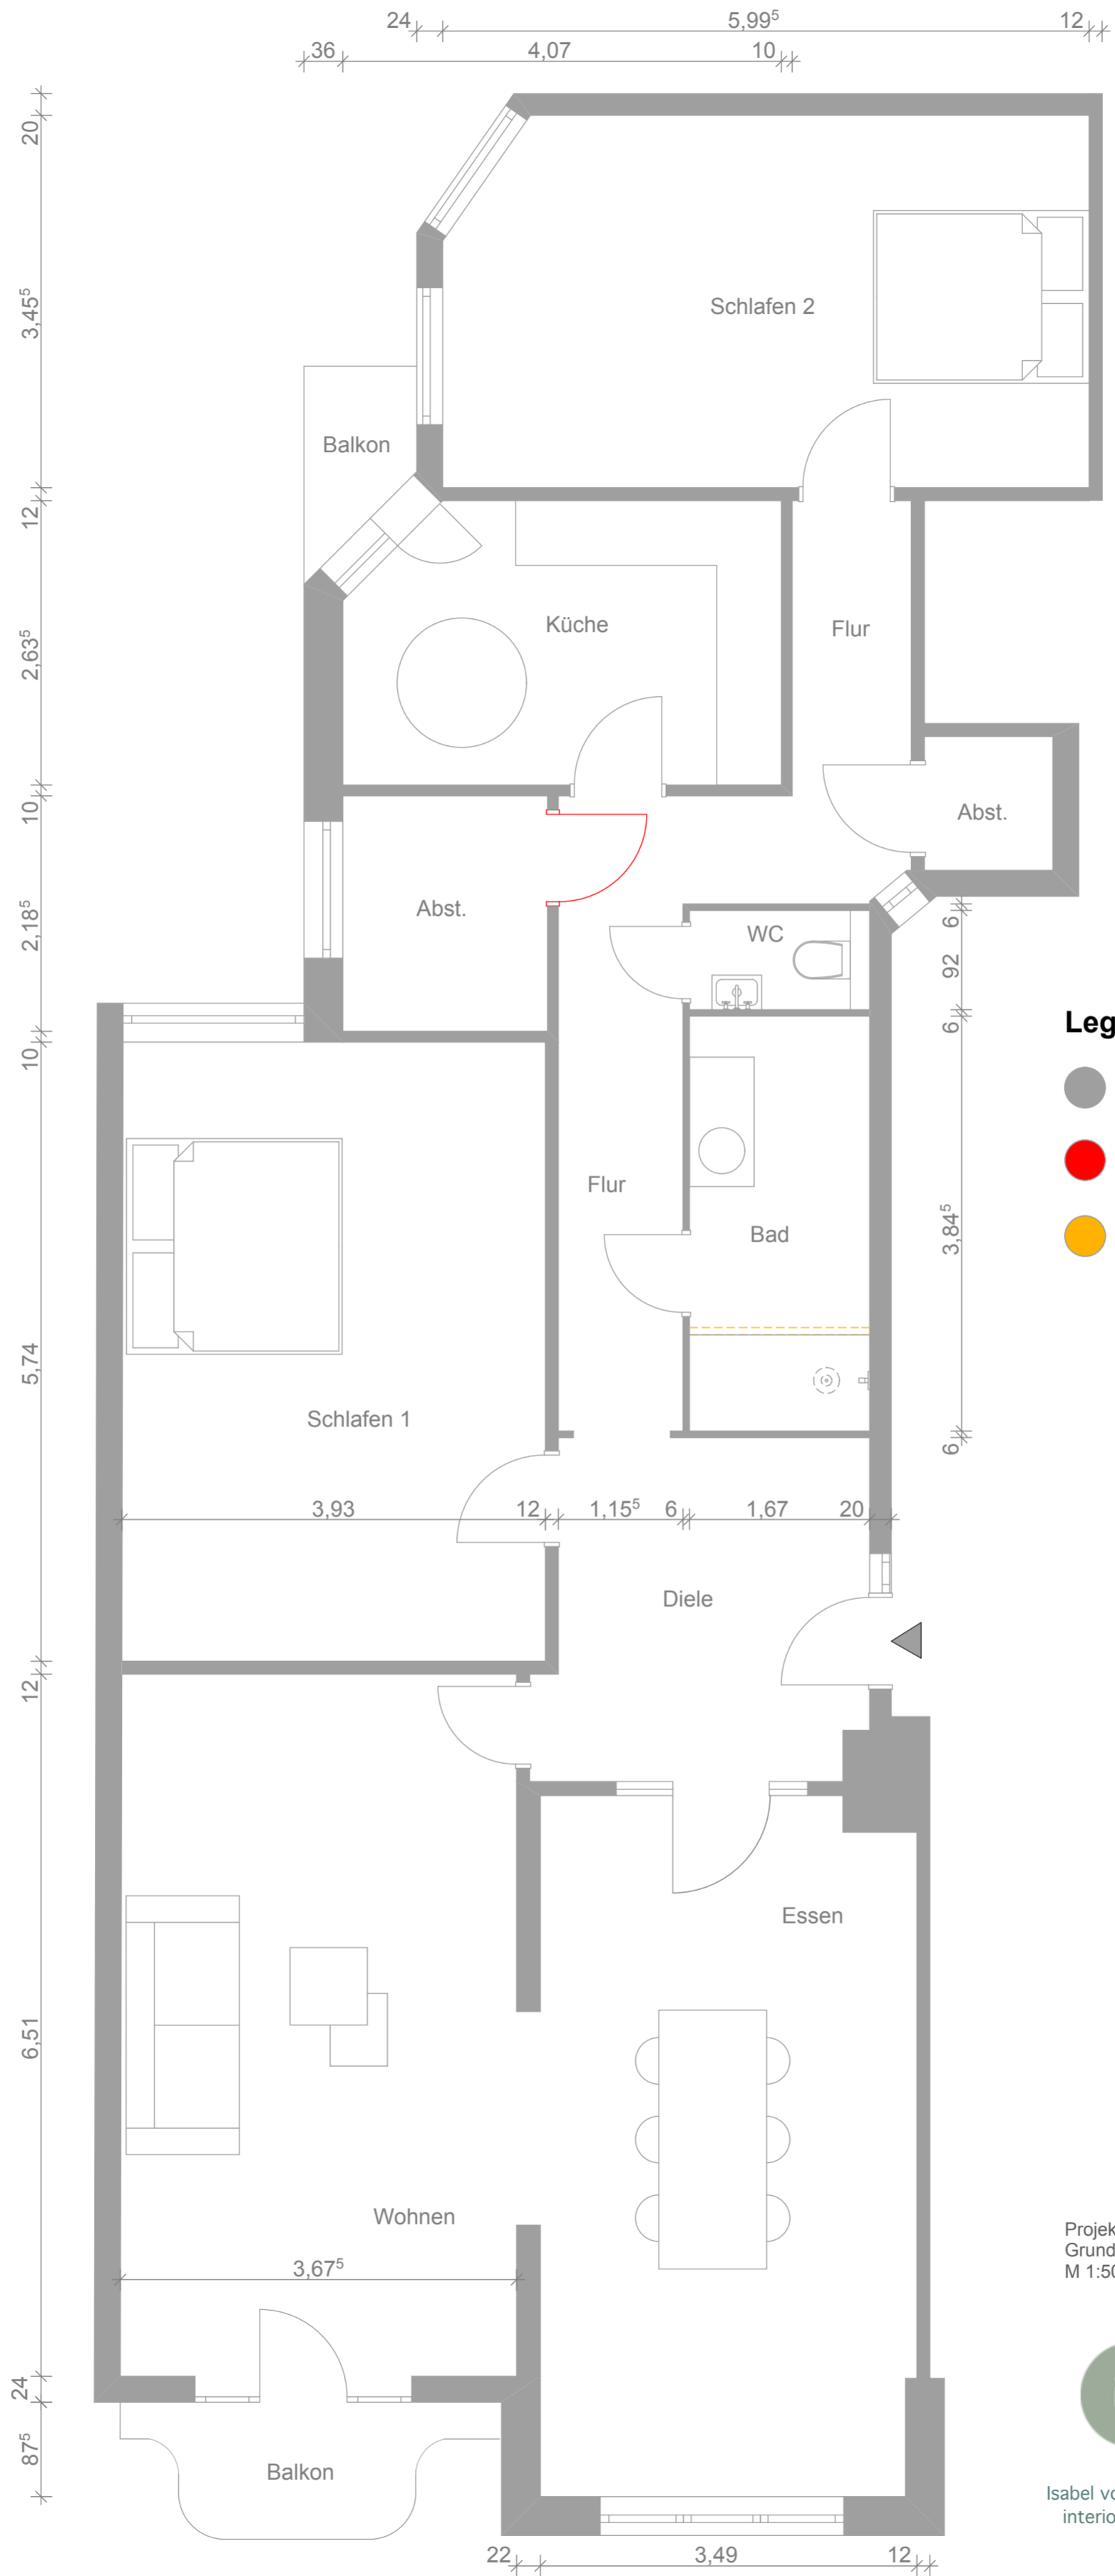 24 5,99⁵ 12
36 4,07 10
20
3,45⁵
Schlafen 2
Balkon
12
2,63⁵
Küche
Flur
10
Abst.
2,18⁵
Abst.
WC
6
92
6
10
Leg
Flur
3,84⁵
Bad
5,74
Schlafen 1
6
3,93 12 1,15⁵ 6 1,67 20
Diele
12
Essen
6,51
Wohnen
Projek
Grund
M 1:50
3,67⁵
24
87⁵
Balkon
Isabel vo
interio
22 3,49 12